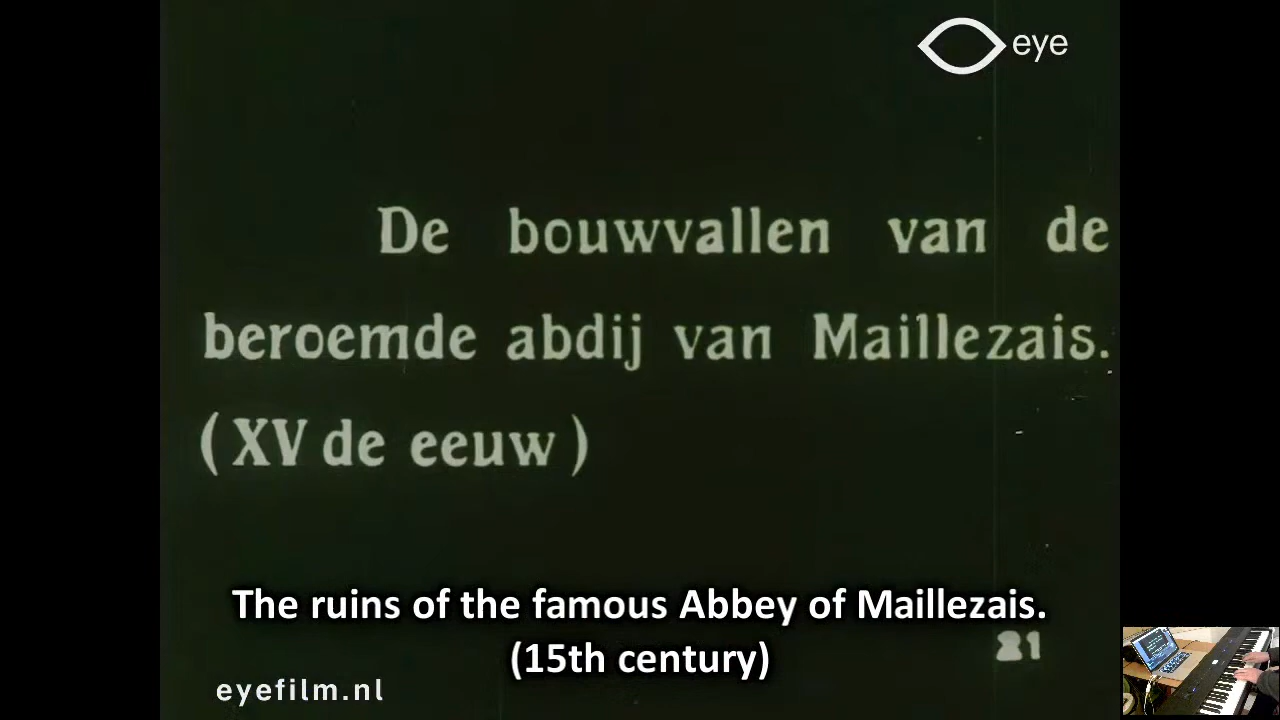 eye
De bouwvallen van de
beroemde abdij van Maillezais.
(XV de eeuw)
The ruins of the famous Abbey of Maillezais.
(15th century)
21
eyefilm.nl